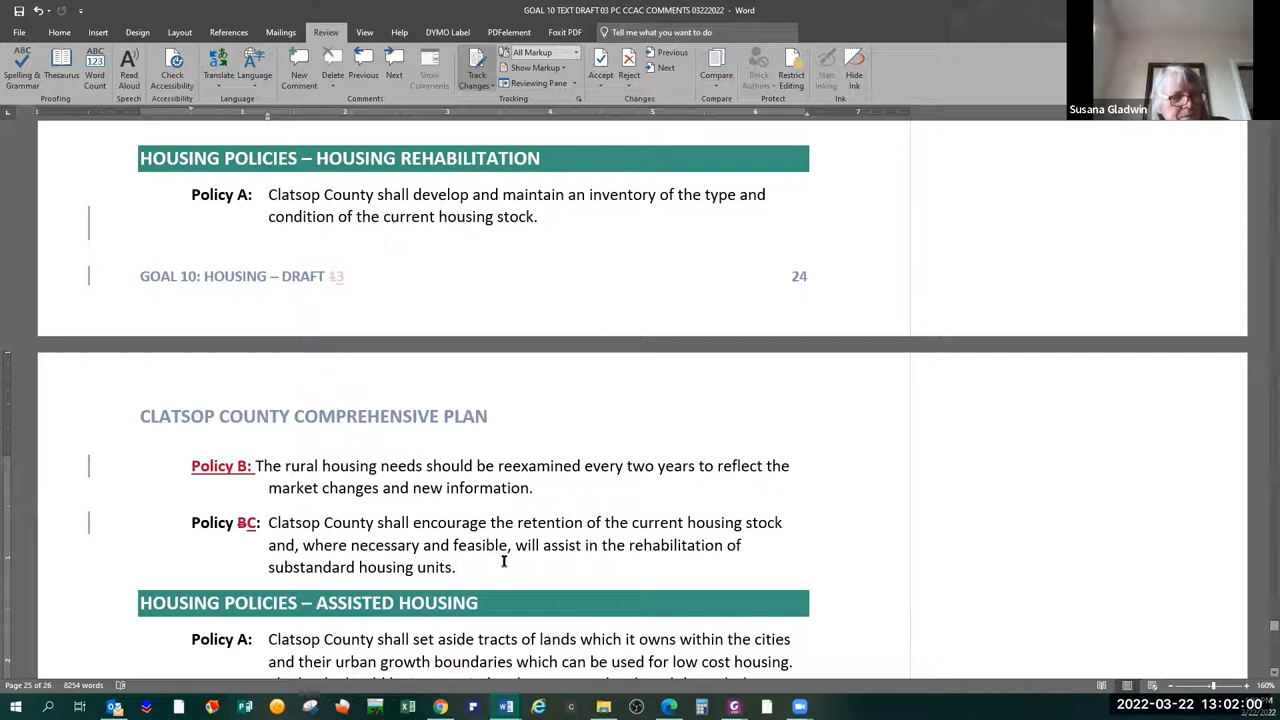 GOAL 10 TEXT DRAFT 03 PC CCAC COMMENTS 03222022 - Word
File Home Insert Design Layout References Mailings Review View Help DYMO Label PDFelement Foxit PDF Tell me what you want to do
Spelling & Grammar Thesaurus Word Count Read Aloud Check Accessibility Translate Language New Comment Delete Previous Next Show Comments Track Changes All Markup Show Markup Reviewing Pane Accept Reject Previous Next Compare Block Authors Restrict Editing Start Inking Hide Ink
Proofing Speech Accessibility Language Comments Tracking Changes Compare Protect Ink
Susana Gladwin
HOUSING POLICIES – HOUSING REHABILITATION
Policy A: Clatsop County shall develop and maintain an inventory of the type and
condition of the current housing stock.
GOAL 10: HOUSING – DRAFT 13 24
CLATSOP COUNTY COMPREHENSIVE PLAN
Policy B: The rural housing needs should be reexamined every two years to reflect the
market changes and new information.
Policy BC: Clatsop County shall encourage the retention of the current housing stock
and, where necessary and feasible, will assist in the rehabilitation of
substandard housing units.
HOUSING POLICIES – ASSISTED HOUSING
Policy A: Clatsop County shall set aside tracts of lands which it owns within the cities
and their urban growth boundaries which can be used for low cost housing.
Page 25 of 26 8254 words 160%
2022-03-22 13:02:00